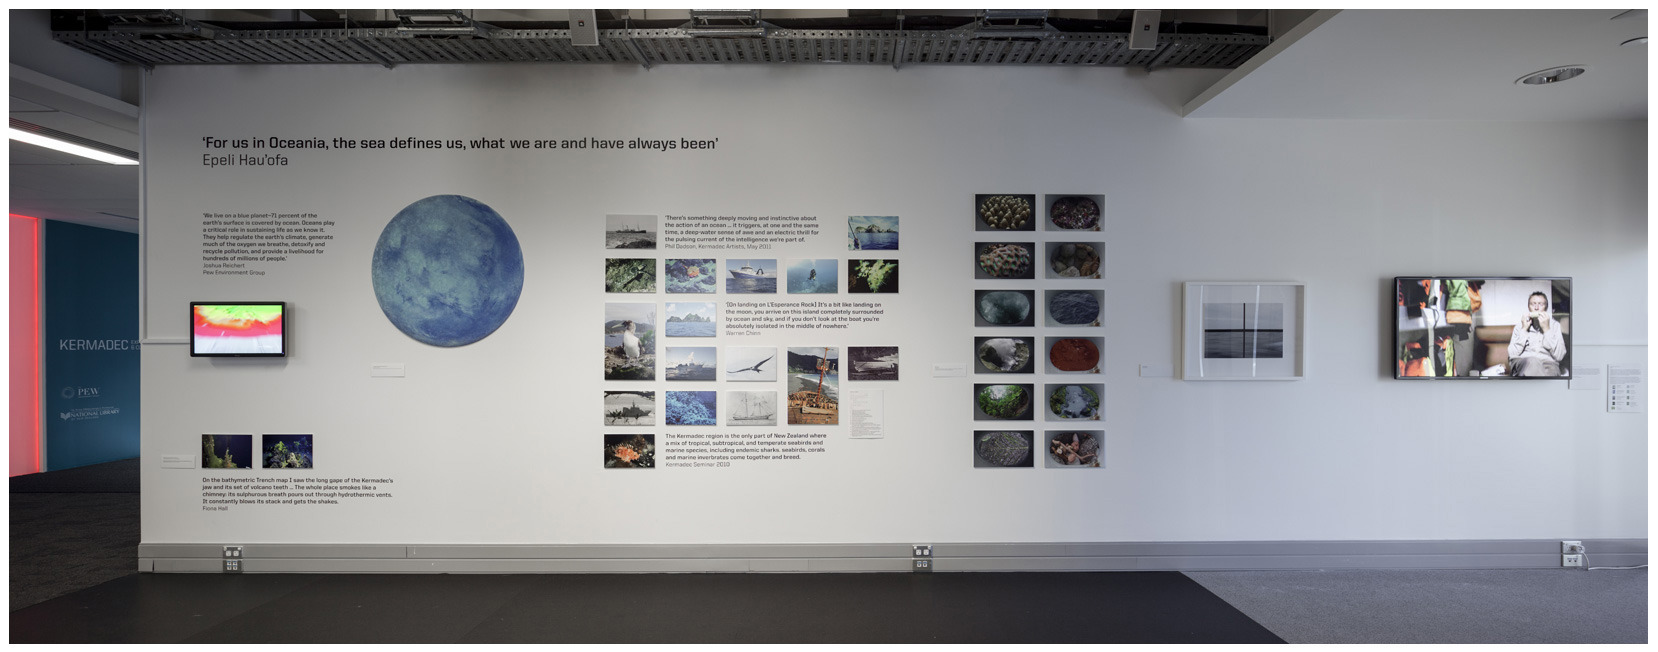 'For us in Oceania, the sea defines us, what we are and have always been'
Epeli Hau'ofa
'We live on a blue planet–71 percent of the
earth's surface is covered by ocean. Oceans play
a critical role in sustaining life as we know it.
They help regulate the earth's climate, generate
much of the oxygen we breathe, detoxify and
recycle pollution, and provide a livelihood for
hundreds of millions of people.'
Joshua Reichert
Pew Environment Group
KERMADEC
PEW
NATIONAL LIBRARY
On the bathymetric Trench map I saw the long gape of the Kermadec's
jaw and its set of volcano teeth ... The whole place smokes like a
chimney: its sulphurous breath pours out through hydrothermic vents.
It constantly blows its stack and gets the shakes.
Fiona Hall
'There's something deeply moving and instinctive about
the action of an ocean ... it triggers, at one and the same
time, a deep-water sense of awe and an electric thrill for
the pulsing current of the intelligence we're part of.
Phil Dadson, Kermadec Artists, May 2011
'[On landing on L'Esperance Rock] It's a bit like landing on
the moon, you arrive on this island completely surrounded
by ocean and sky, and if you don't look at the boat you're
absolutely isolated in the middle of nowhere.'
Warren Chinn
The Kermadec region is the only part of New Zealand where
a mix of tropical, subtropical, and temperate seabirds and
marine species, including endemic sharks, seabirds, corals
and marine invertebrates come together and breed.
Kermadec Seminar 2010